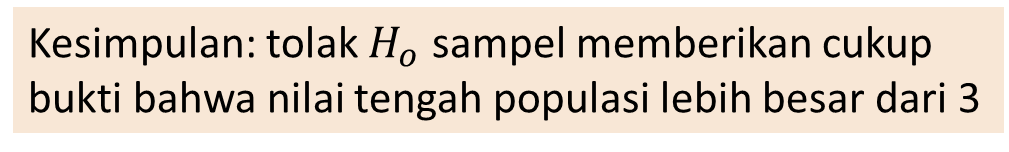 Kesimpulan: tolak Hₒ sampel memberikan cukup
bukti bahwa nilai tengah populasi lebih besar dari 3